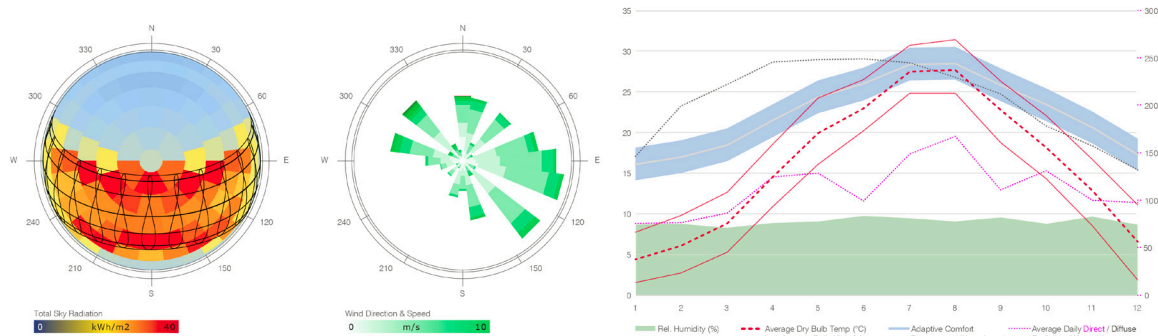 N
30
60
E
120
150
S
210
240
W
300
330
Total Sky Radiation
0 kWh/m2 40
N
30
60
E
120
150
S
210
240
W
300
330
Wind Direction & Speed
0 m/s 10
35 300
30 250
25
20 200
15 150
10 100
5 50
0 0
1 2 3 4 5 6 7 8 9 10 11 12
Rel. Humidity (%) Average Dry Bulb Temp (°C) Adaptive Comfort Average Daily Direct / Diffuse